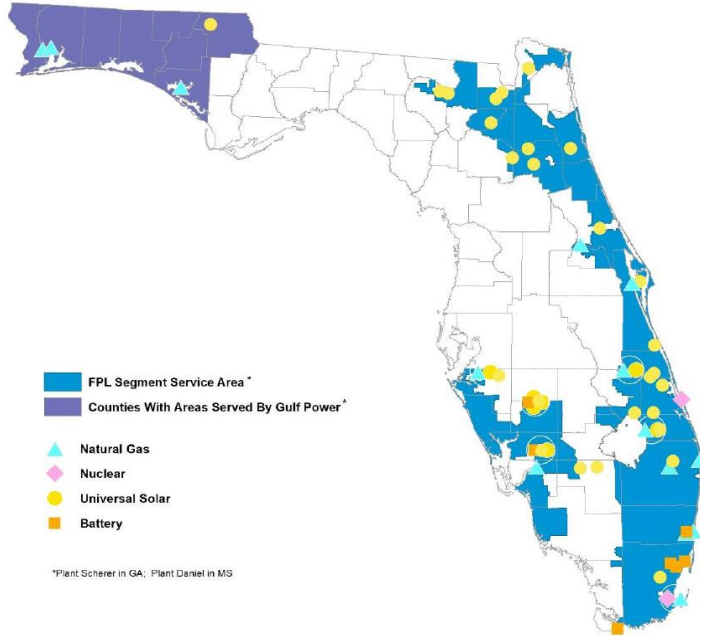 FPL Segment Service Area *
Counties With Areas Served By Gulf Power*
Natural Gas
Nuclear
Universal Solar
Battery
*Plant Scherer in GA; Plant Daniel in MS